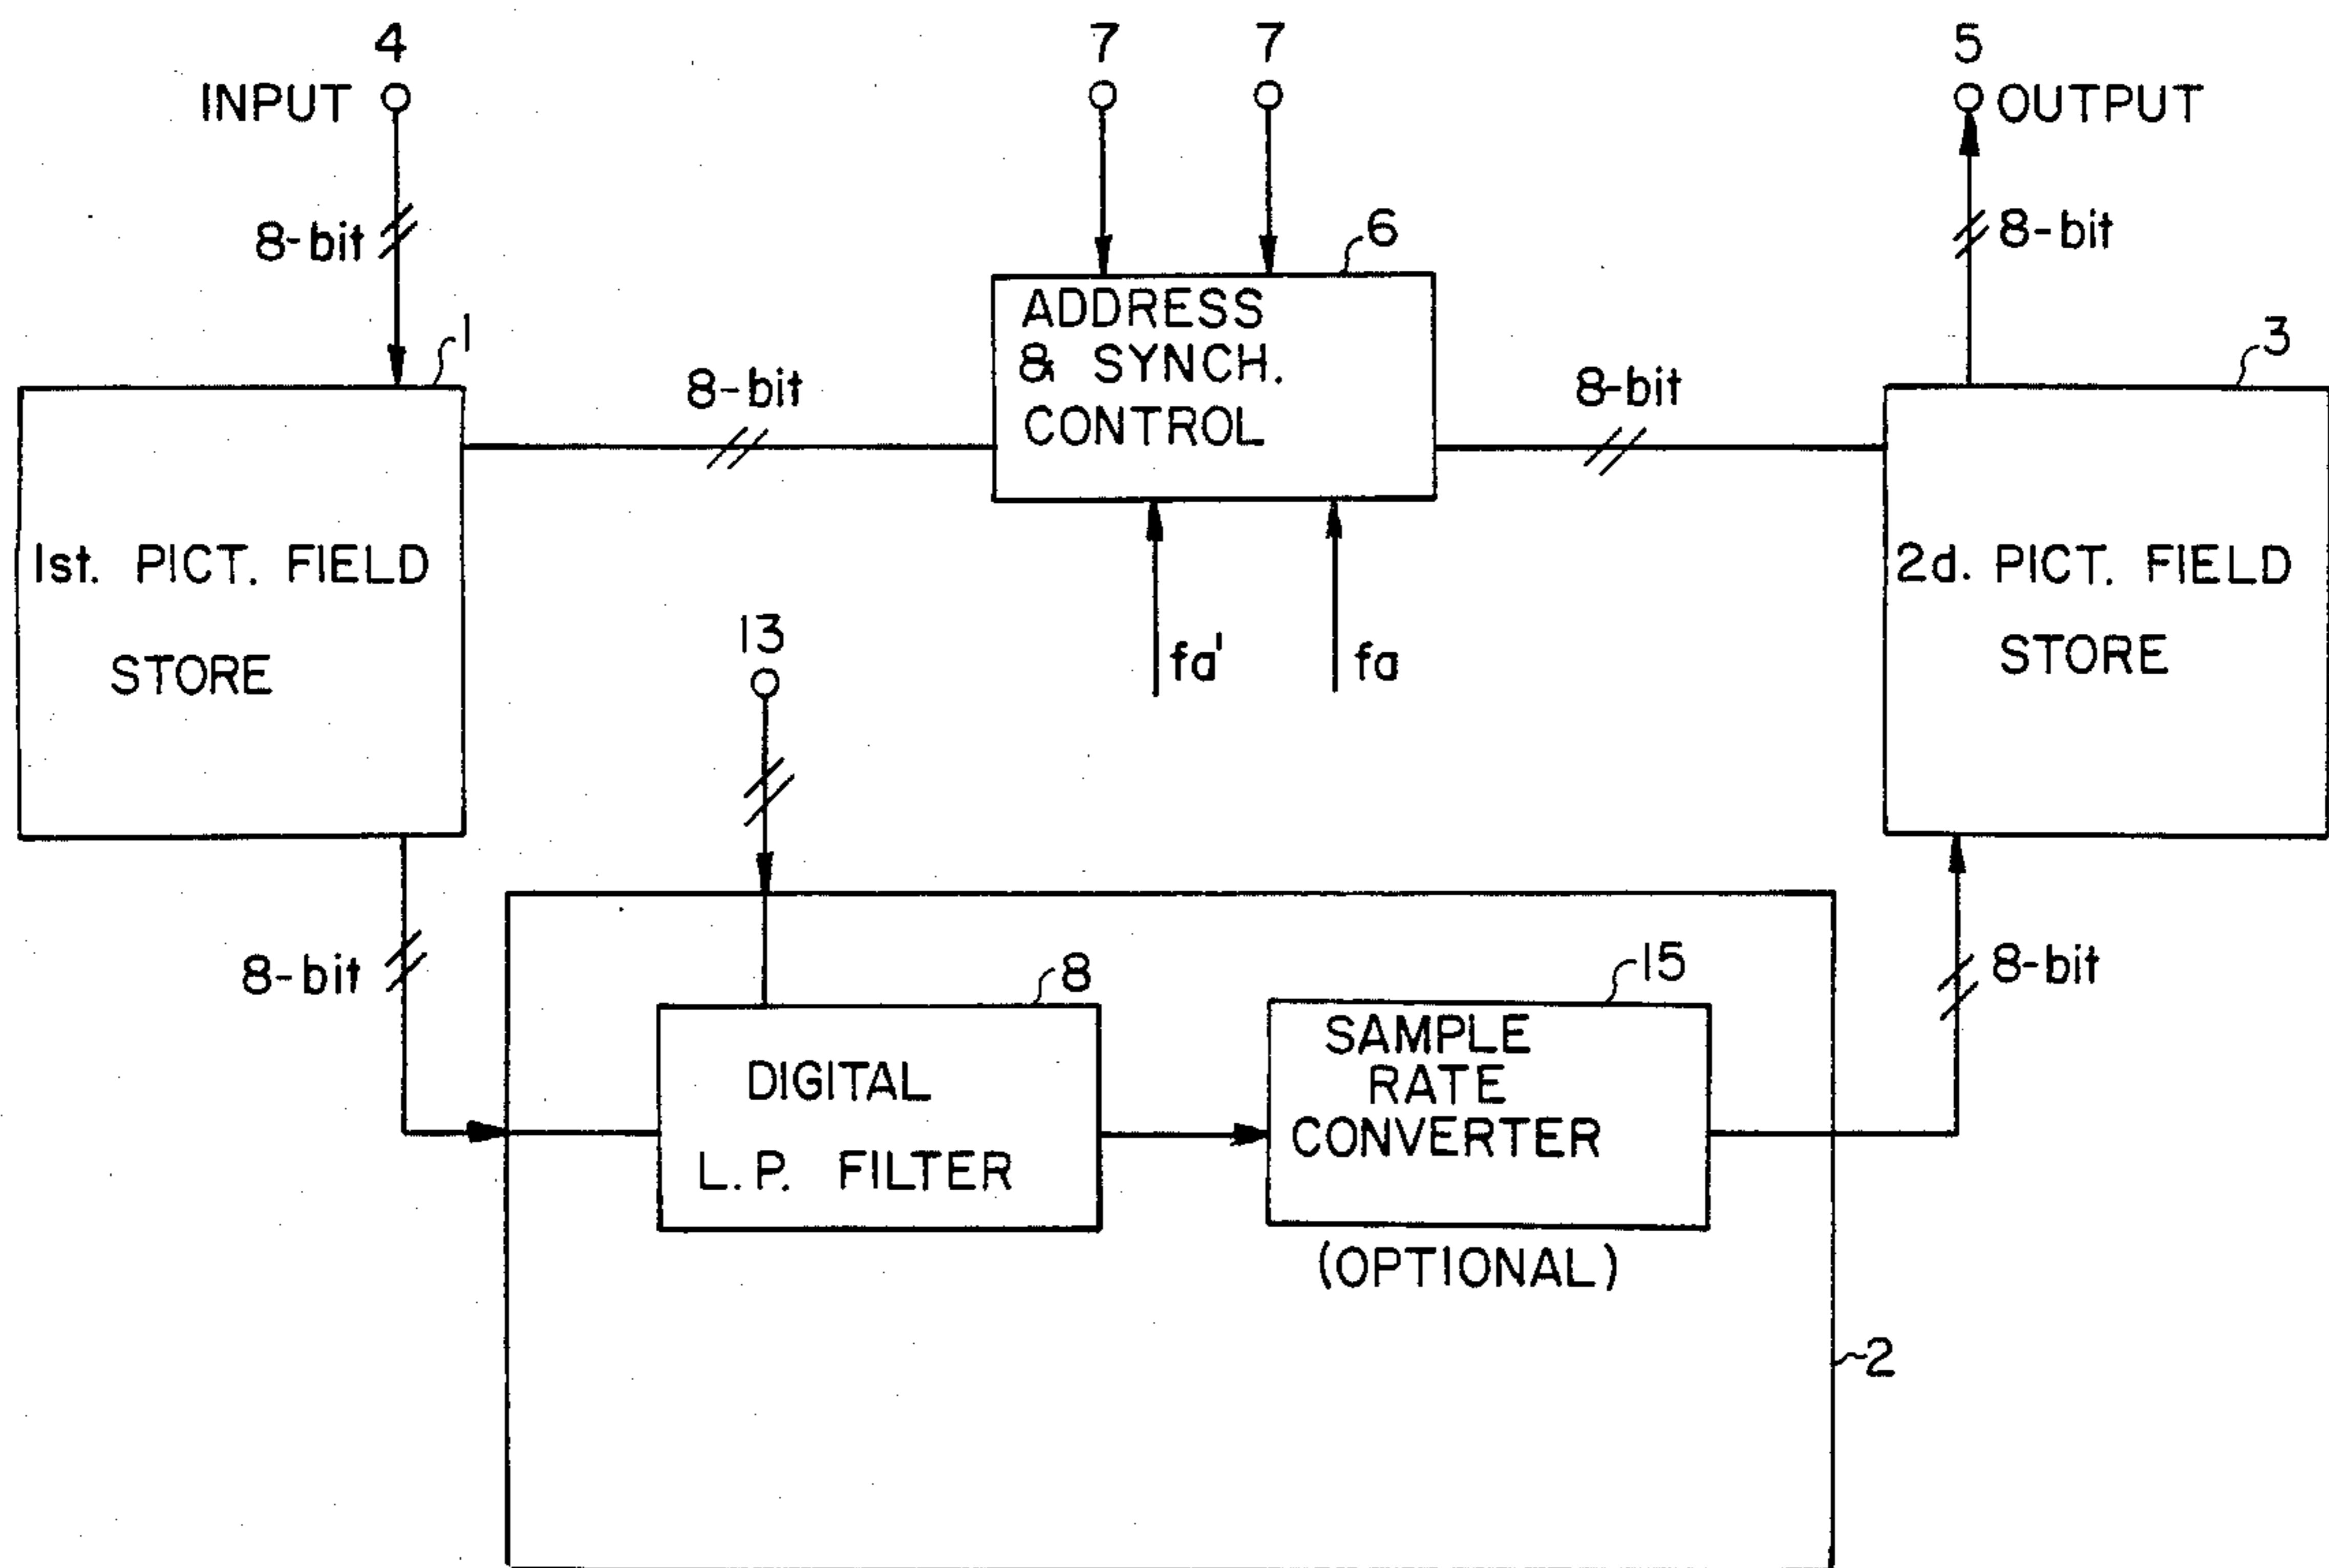 4
7
7
5
INPUT
OUTPUT
8-bit
8-bit
6
1
8-bit
ADDRESS
& SYNCH.
CONTROL
8-bit
3
1st. PICT. FIELD
STORE
2d. PICT. FIELD
STORE
13
fa'
fa
8-bit
8
15
8-bit
DIGITAL
L.P. FILTER
SAMPLE
RATE
CONVERTER
(OPTIONAL)
2